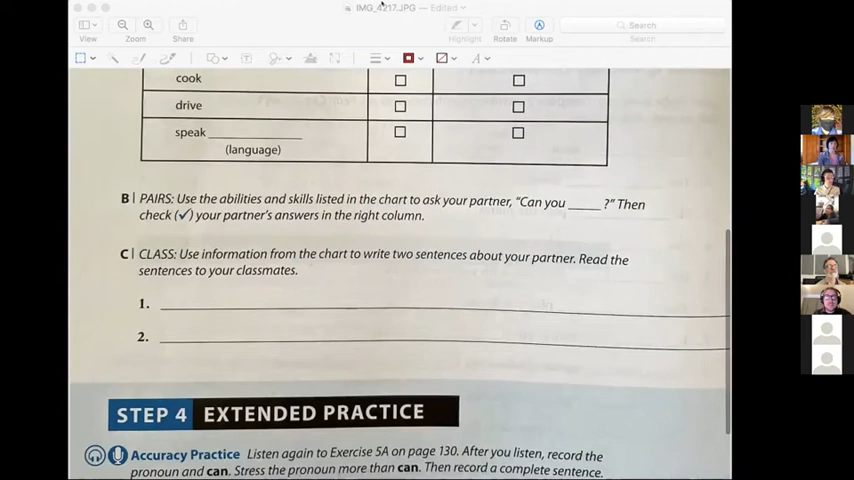 IMG_4217.JPG — Edited
View
Zoom
Share
Highlight
Rotate
Markup
Search
cook
drive
speak ____________
(language)
B | PAIRS: Use the abilities and skills listed in the chart to ask your partner, “Can you _____ ?” Then
check (✓) your partner’s answers in the right column.
C | CLASS: Use information from the chart to write two sentences about your partner. Read the
sentences to your classmates.
1.
2.
STEP 4 EXTENDED PRACTICE
Accuracy Practice Listen again to Exercise 5A on page 130. After you listen, record the
pronoun and can. Stress the pronoun more than can. Then record a complete sentence.